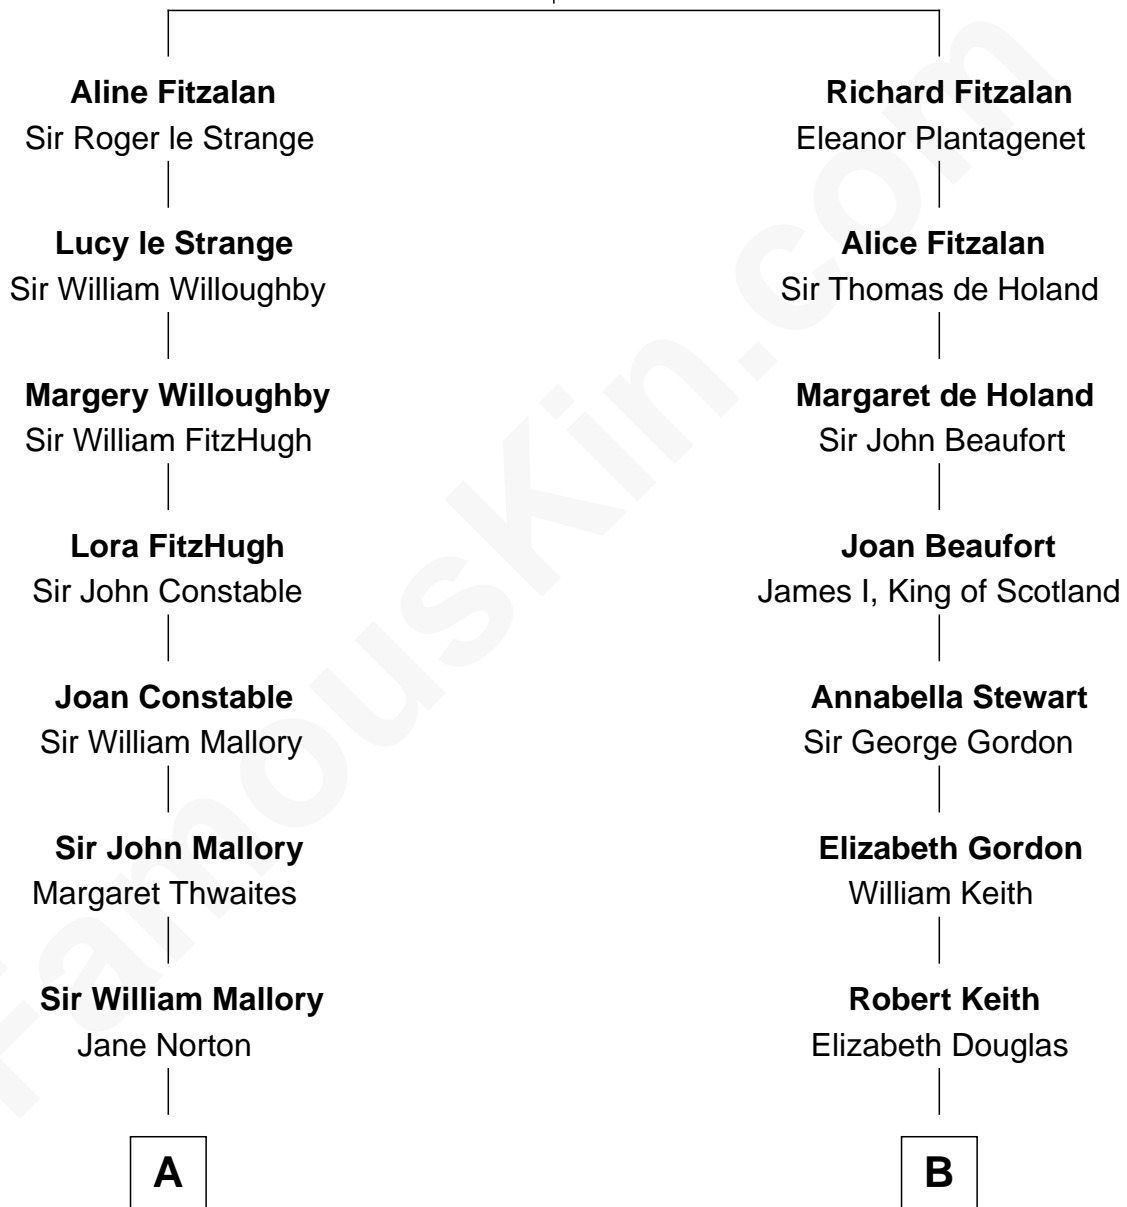 Aline Fitzalan
Sir Roger le Strange
Lucy le Strange
Sir William Willoughby
Margery Willoughby
Sir William FitzHugh
Lora FitzHugh
Sir John Constable
Joan Constable
Sir William Mallory
Sir John Mallory
Margaret Thwaites
Sir William Mallory
Jane Norton
A
Richard Fitzalan
Eleanor Plantagenet
Alice Fitzalan
Sir Thomas de Holand
Margaret de Holand
Sir John Beaufort
Joan Beaufort
James I, King of Scotland
Annabella Stewart
Sir George Gordon
Elizabeth Gordon
William Keith
Robert Keith
Elizabeth Douglas
B
FamousKin.com